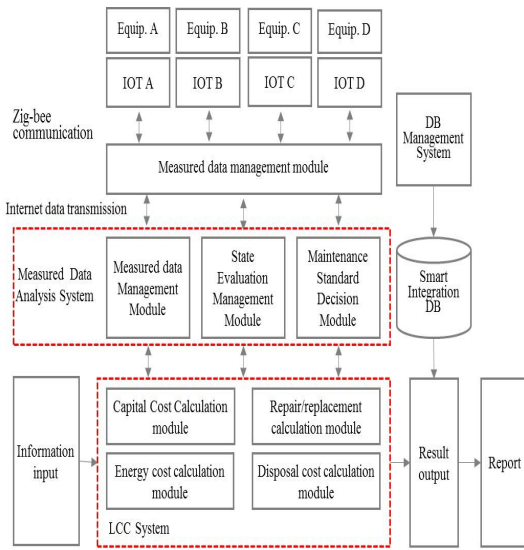 Equip. A
Equip. B
Equip. C
Equip. D
IOT A
IOT B
IOT C
IOT D
Zig-bee
communication
DB
Management
System
Measured data management module
Internet data transmission
Measured Data
Analysis System
Measured data
Management
Module
State
Evaluation
Management
Module
Maintenance
Standard
Decision
Module
Smart
Integration
DB
Information
input
Capital Cost Calculation
module
Repair/replacement
calculation module
Energy cost calculation
module
Disposal cost calculation
module
LCC System
Result
output
Report